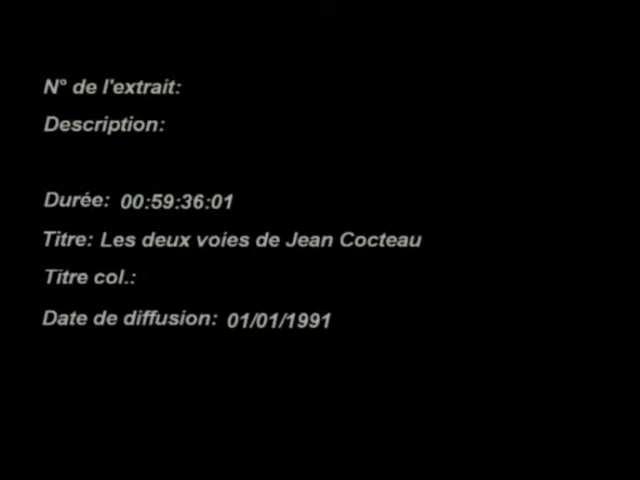 N° de l'extrait:
Description:
Durée: 00:59:36:01
Titre: Les deux voies de Jean Cocteau
Titre col.:
Date de diffusion: 01/01/1991